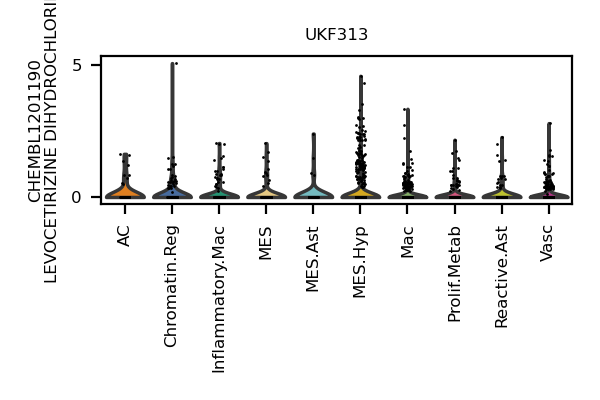 UKF313
CHEMBL1201190
LEVOCETIRIZINE DIHYDROCHLORI
5
0
AC
Chromatin.Reg
Inflammatory.Mac
MES
MES.Ast
MES.Hyp
Mac
Prolif.Metab
Reactive.Ast
Vasc